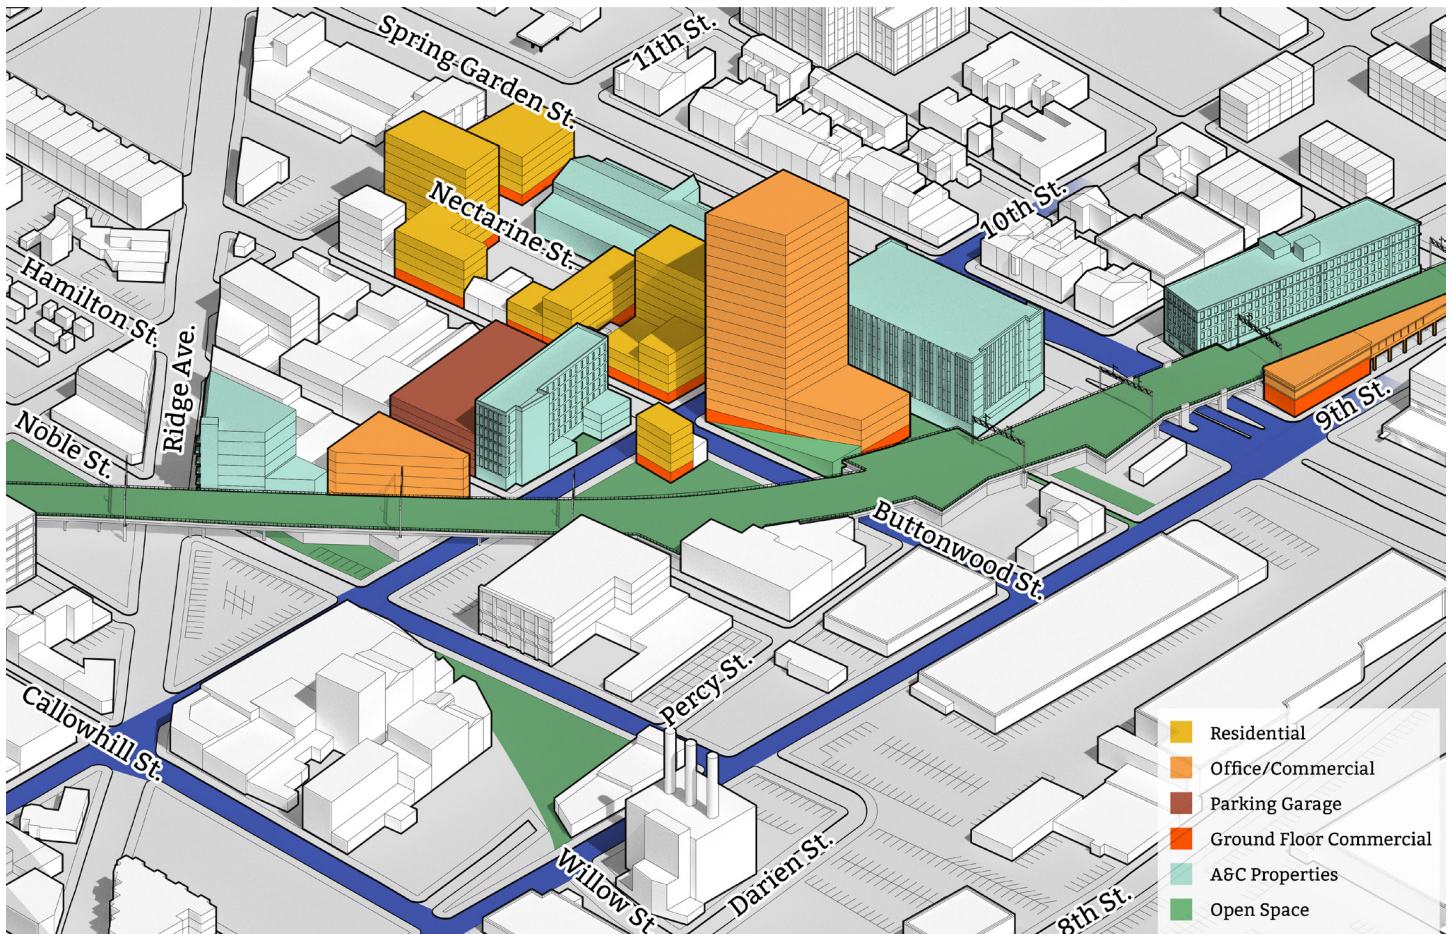 Spring Garden St.
11th St.
10th St.
Nectarine St.
Hamilton St.
Ridge Ave.
Noble St.
9th St.
Buttonwood St.
Percy St.
Callowhill St.
Willow St
Darien St.
8th St.
Residential
Office/Commercial
Parking Garage
Ground Floor Commercial
A&C Properties
Open Space